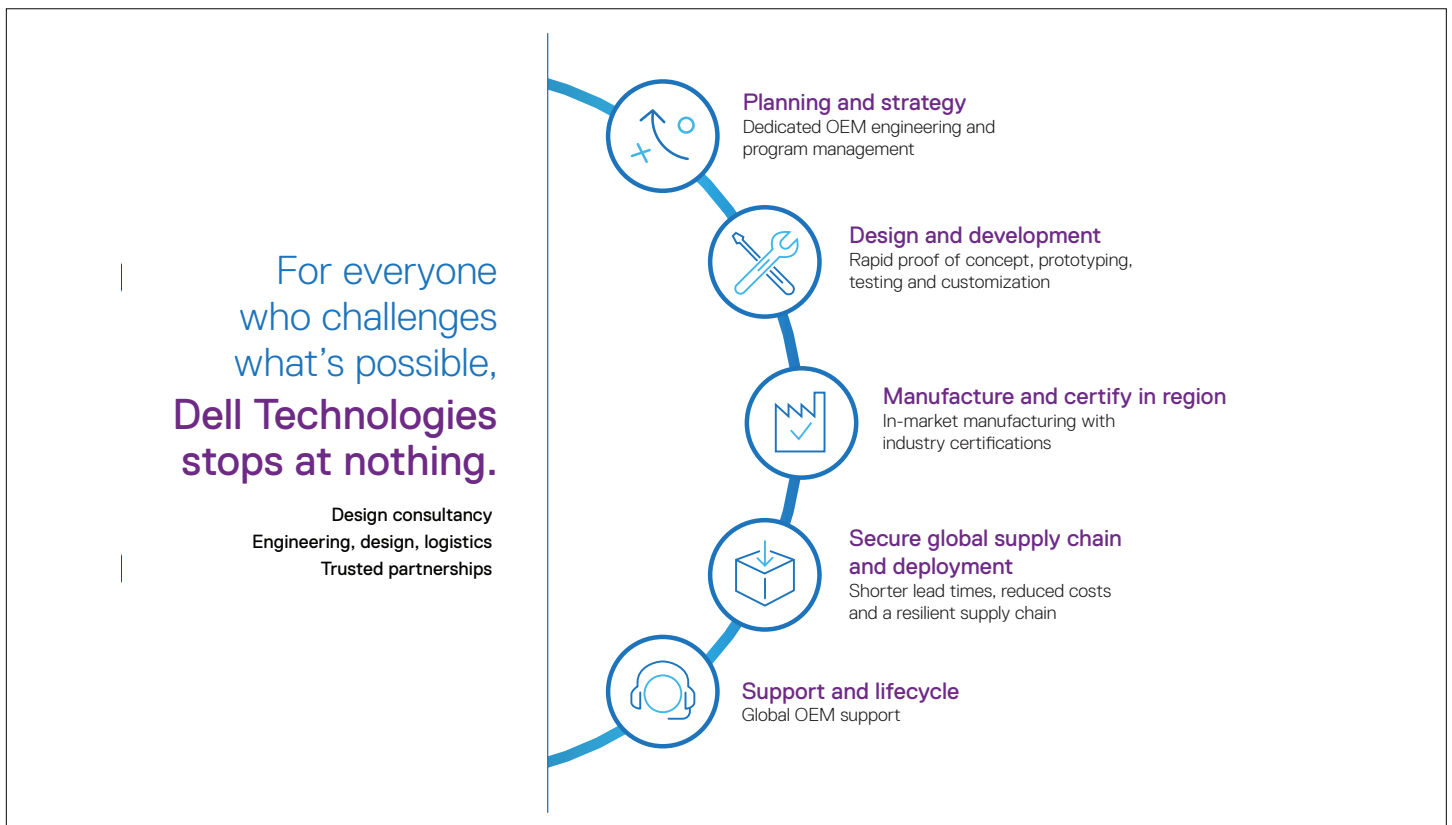 For everyone
who challenges
what's possible,
Dell Technologies
stops at nothing.
Design consultancy
Engineering, design, logistics
Trusted partnerships
Planning and strategy
Dedicated OEM engineering and
program management
Design and development
Rapid proof of concept, prototyping,
testing and customization
Manufacture and certify in region
In-market manufacturing with
industry certifications
Secure global supply chain
and deployment
Shorter lead times, reduced costs
and a resilient supply chain
Support and lifecycle
Global OEM support